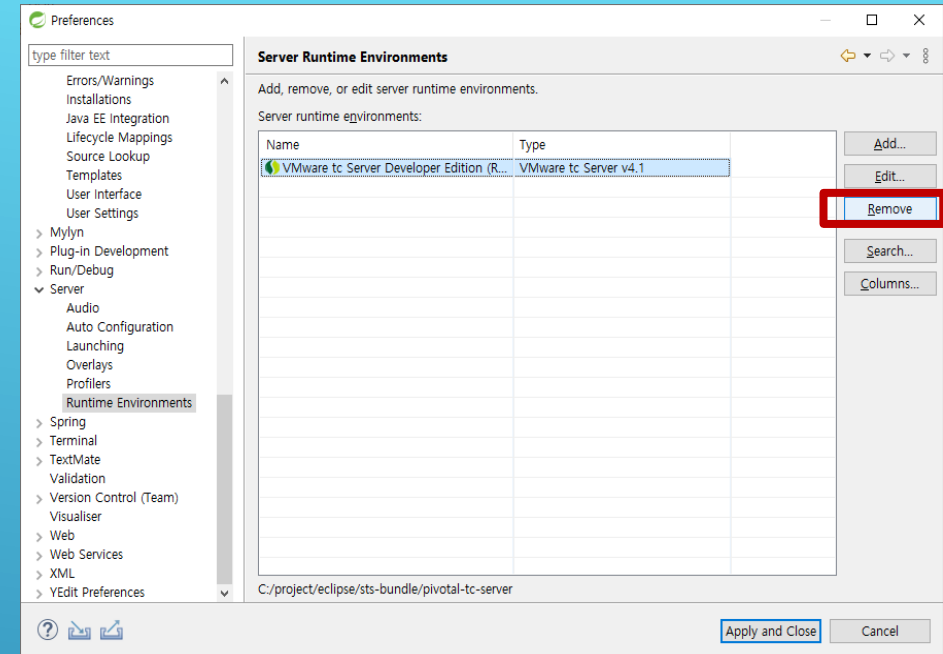 Preferences
type filter text
Errors/Warnings
Installations
Java EE Integration
Lifecycle Mappings
Source Lookup
Templates
User Interface
User Settings
Mylyn
Plug-in Development
Run/Debug
Server
Audio
Auto Configuration
Launching
Overlays
Profilers
Runtime Environments
Spring
Terminal
TextMate
Validation
Version Control (Team)
Visualiser
Web
Web Services
XML
YEdit Preferences
Server Runtime Environments
Add, remove, or edit server runtime environments.
Server runtime environments:
Name Type
VMware tc Server Developer Edition (R... VMware tc Server v4.1
Add...
Edit...
Remove
Search...
Columns...
C:/project/eclipse/sts-bundle/pivotal-tc-server
Apply and Close Cancel